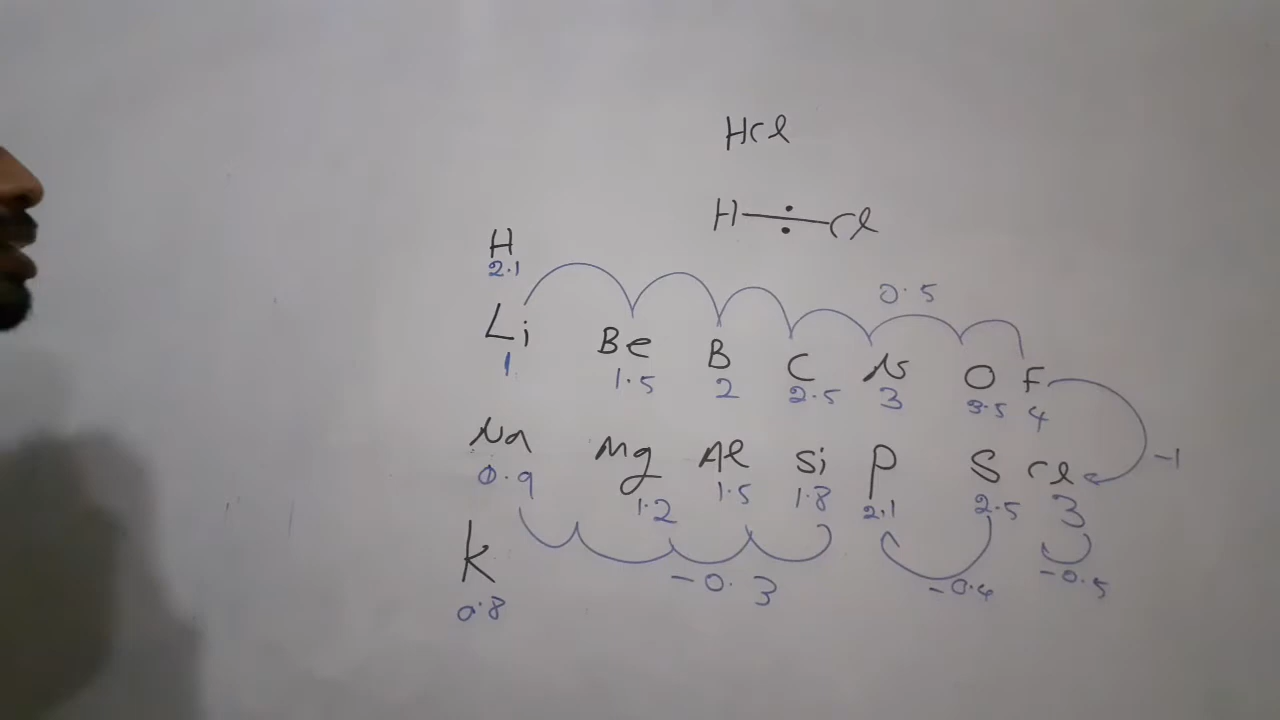 HCl
H : Cl
H
2.1
0.5
Li Be B C N O F
1 1.5 2 2.5 3 3.5 4
-1
Na Mg Al Si P S Cl
0.9 1.2 1.5 1.8 2.1 2.5 3
K -0.3 -0.4 -0.5
0.8